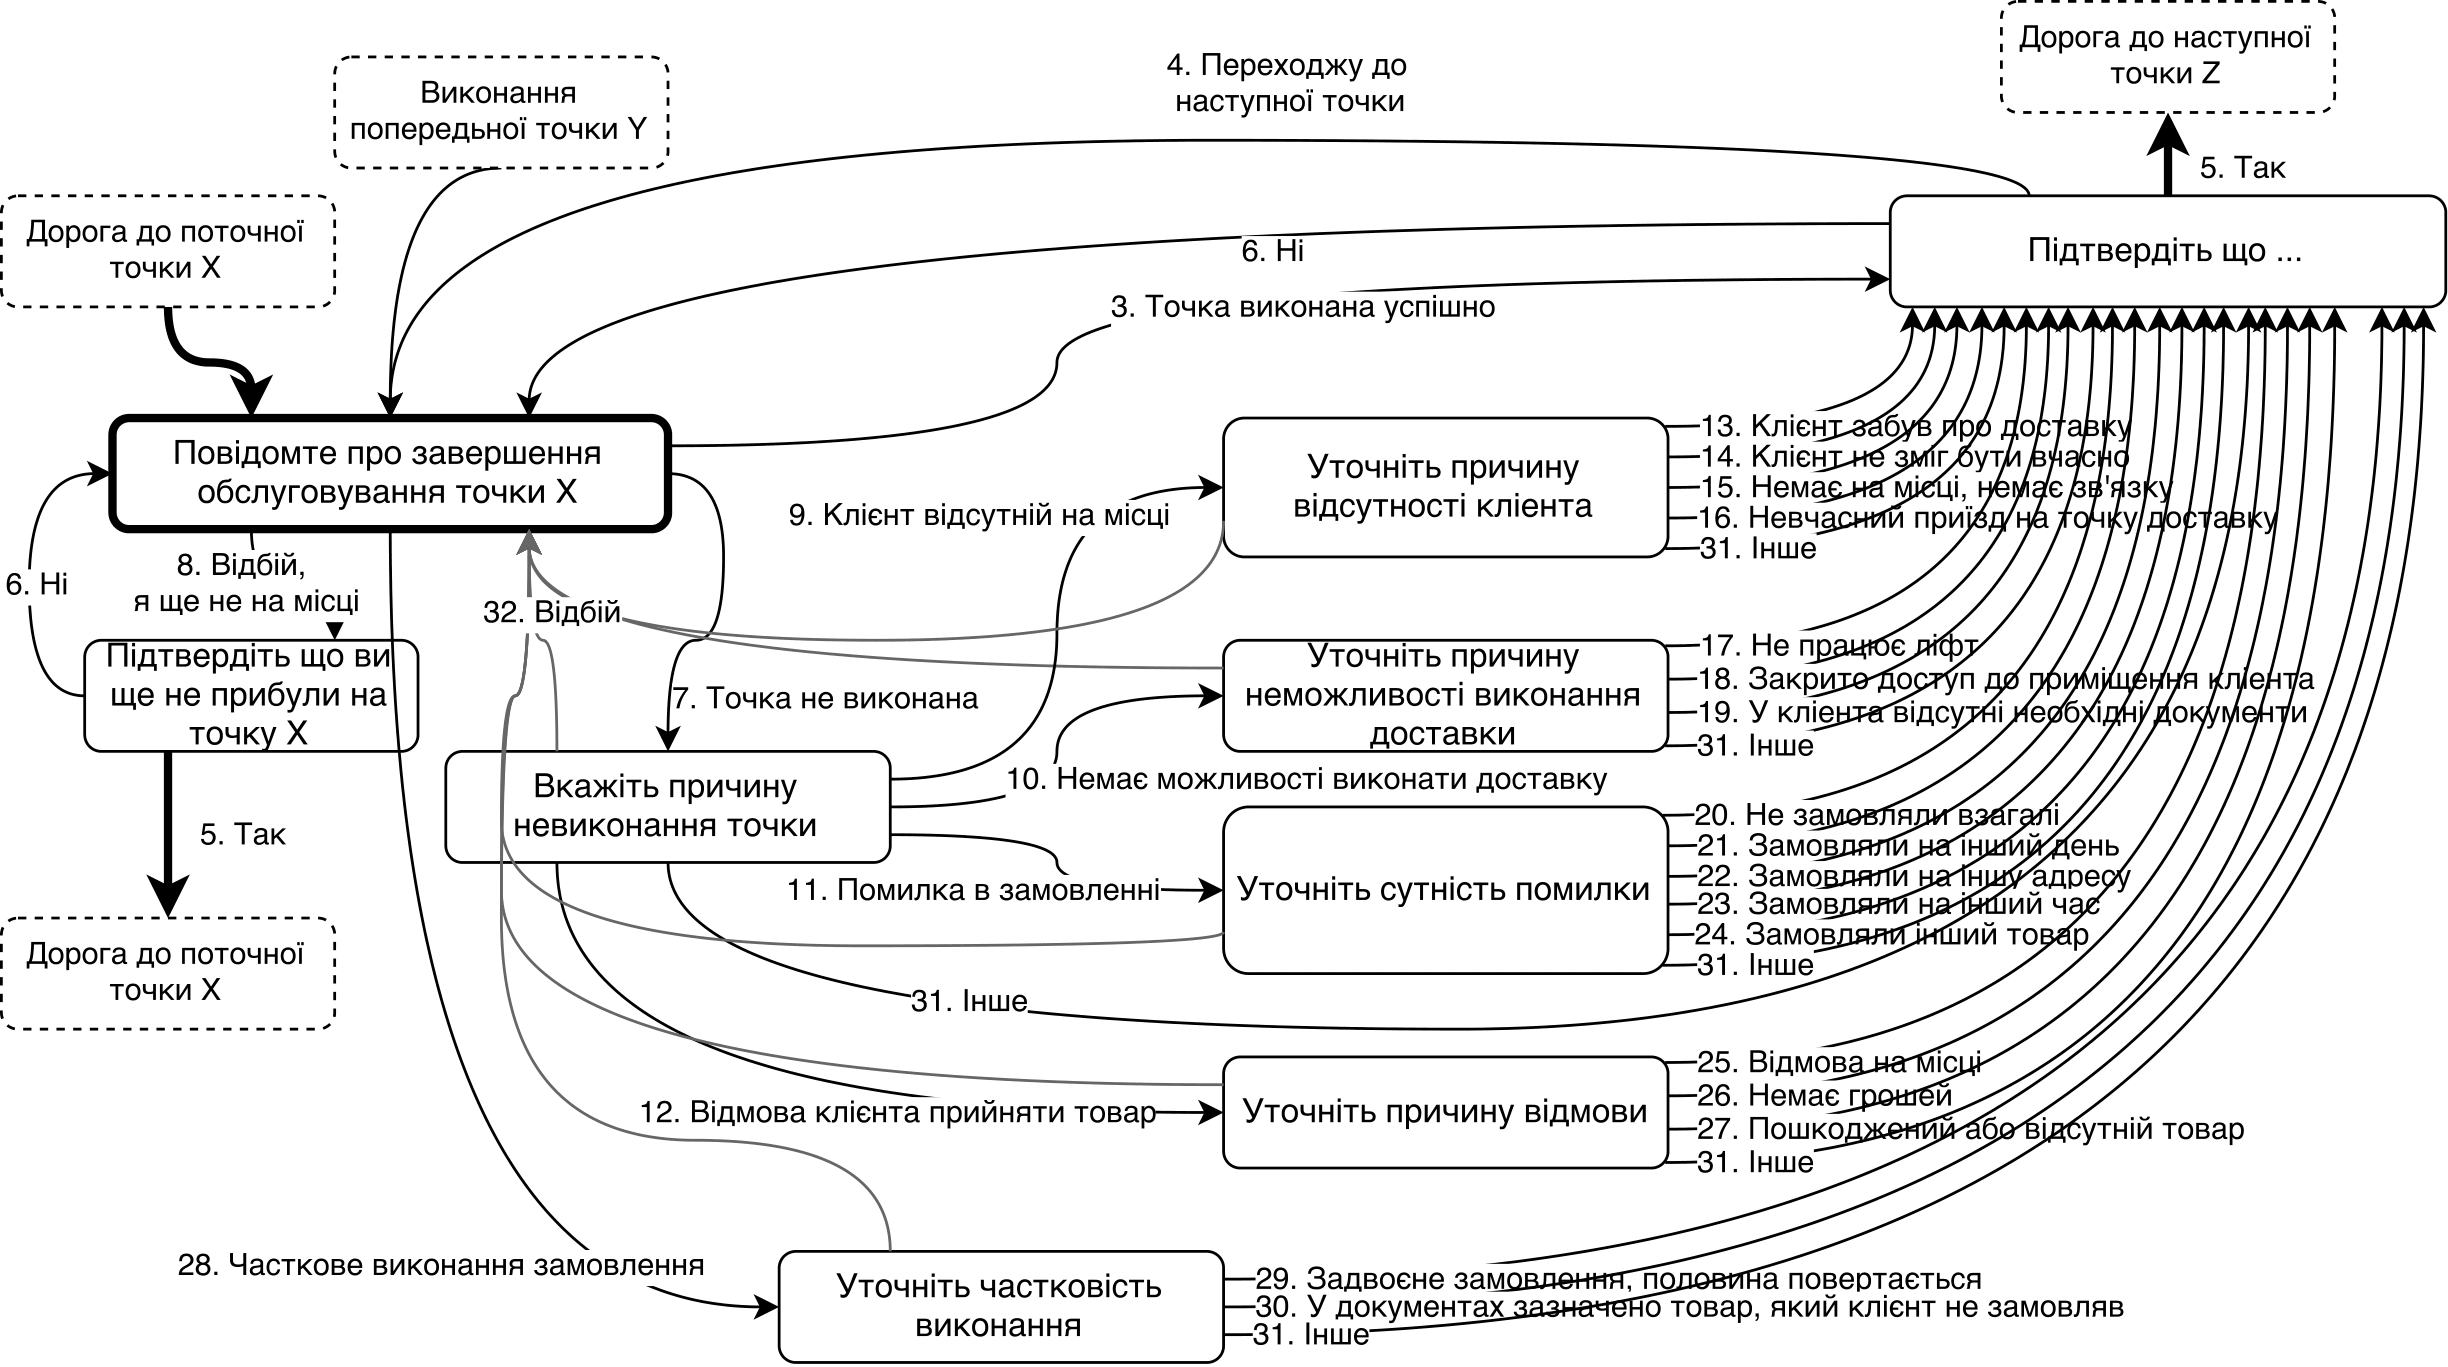 Дорога до наступної
точки Z
4. Переходжу до
наступної точки
Виконання
попередьної точки Y
5. Так
Дорога до поточної
точки X
6. Ні
Підтвердіть що ...
3. Точка виконана успішно
Повідомте про завершення
обслуговування точки X
Уточніть причину
відсутності кліента
13. Клієнт забув про доставку
14. Клієнт не зміг бути вчасно
15. Немає на місці, немає зв'язку
16. Невчасний приїзд на точку доставку
31. Інше
9. Клієнт відсутній на місці
6. Ні
8. Відбій,
я ще не на місці
32. Відбій
Підтвердіть що ви
ще не прибули на
точку X
7. Точка не виконана
Уточніть причину
неможливості виконання
доставки
17. Не працює ліфт
18. Закрито доступ до приміщення кліента
19. У кліента відсутні необхідні документи
31. Інше
10. Немає можливості виконати доставку
Вкажіть причину
невиконання точки
5. Так
11. Помилка в замовленні
Уточніть сутність помилки
20. Не замовляли взагалі
21. Замовляли на інший день
22. Замовляли на іншу адресу
23. Замовляли на інший час
24. Замовляли інший товар
31. Інше
Дорога до поточної
точки X
31. Інше
12. Відмова клієнта прийняти товар
Уточніть причину відмови
25. Відмова на місці
26. Немає грошей
27. Пошкоджений або відсутній товар
31. Інше
28. Часткове виконання замовлення
Уточніть частковість
виконання
29. Задвоєне замовлення, половина повертається
30. У документах зазначено товар, який клієнт не замовляв
31. Інше